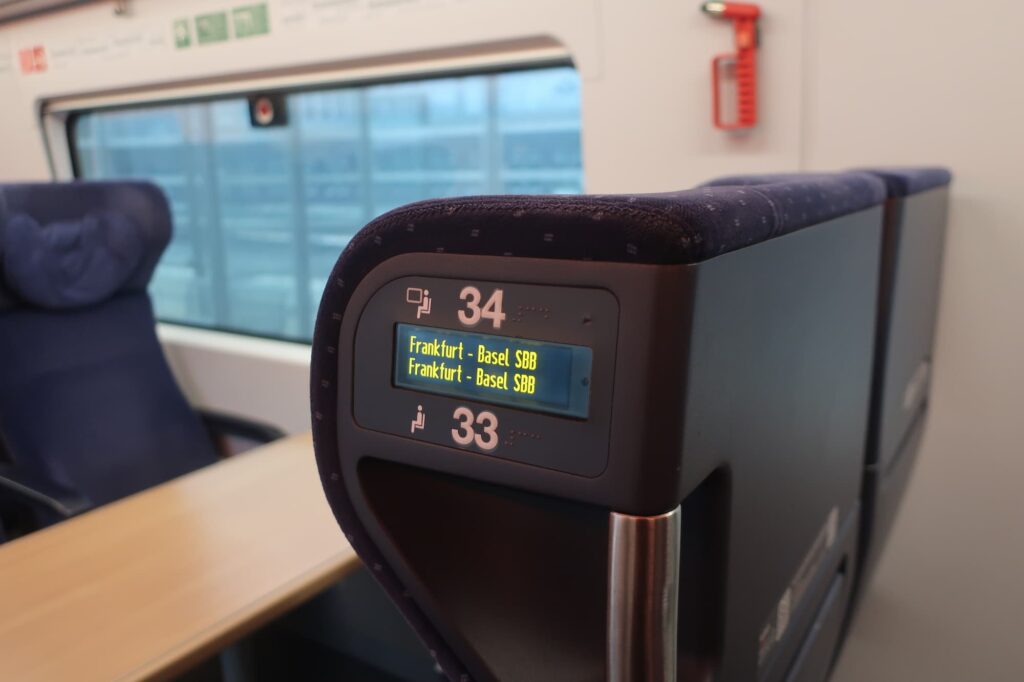 34
Frankfurt - Basel SBB
Frankfurt - Basel SBB
33